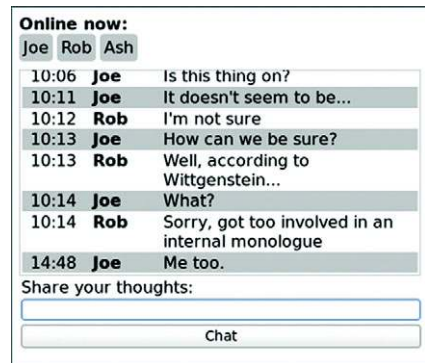 Online now:
Joe Rob Ash
10:06 Joe Is this thing on?
10:11 Joe It doesn't seem to be...
10:12 Rob I'm not sure
10:13 Joe How can we be sure?
10:13 Rob Well, according to
Wittgenstein...
10:14 Joe What?
10:14 Rob Sorry, got too involved in an
internal monologue
14:48 Joe Me too.
Share your thoughts:
Chat